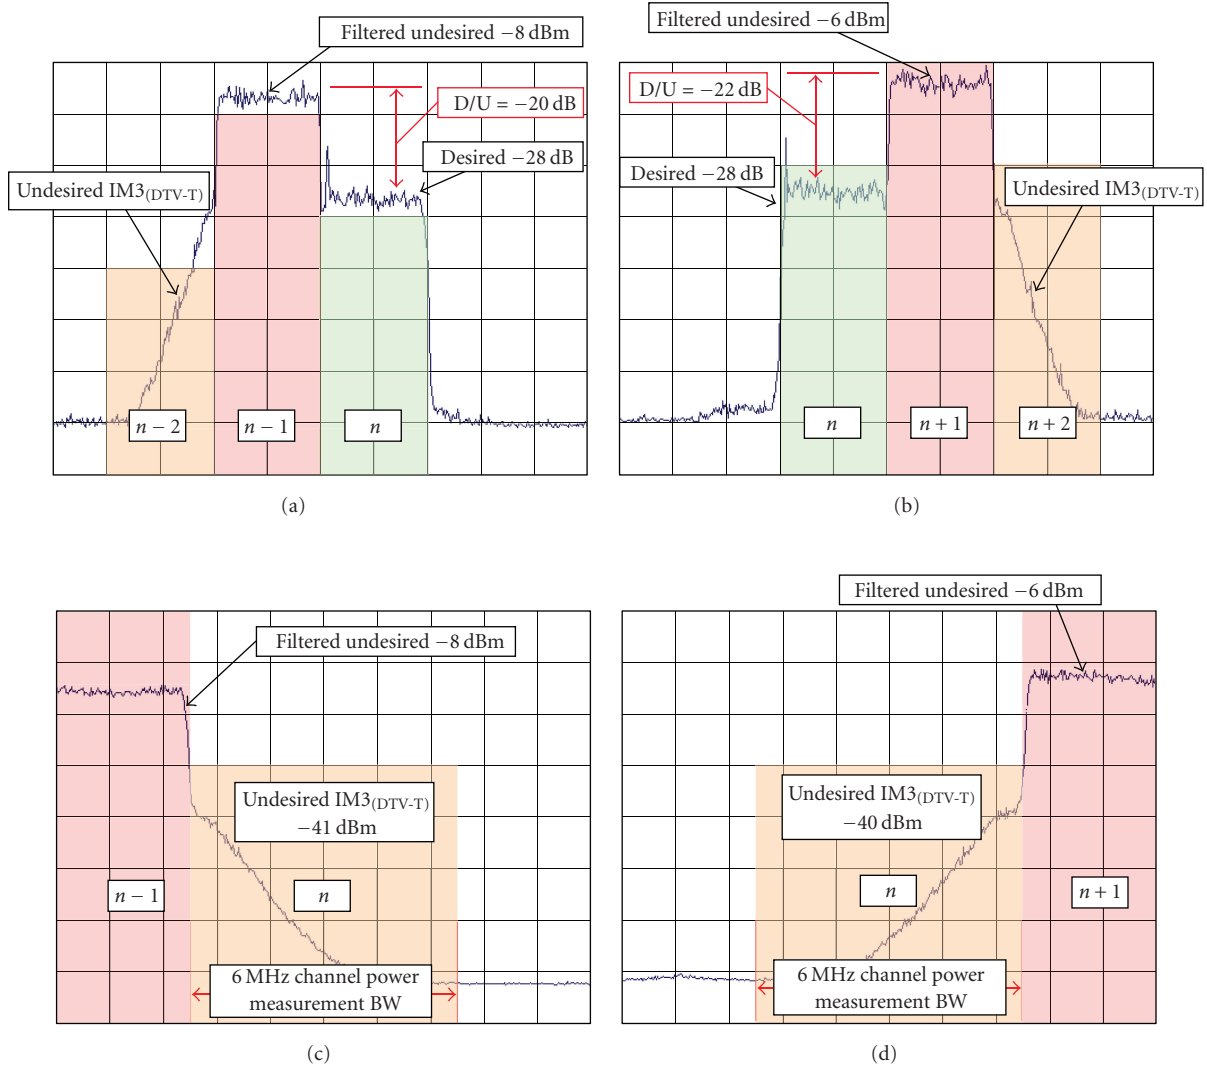 Filtered undesired −8 dBm
D/U = −20 dB
Desired −28 dB
Undesired IM3(DTV-T)
n − 2
n − 1
n
(a)
Filtered undesired −6 dBm
D/U = −22 dB
Desired −28 dB
Undesired IM3(DTV-T)
n
n + 1
n + 2
(b)
Filtered undesired −8 dBm
Undesired IM3(DTV-T)
−41 dBm
n − 1
n
6 MHz channel power
measurement BW
(c)
Filtered undesired −6 dBm
Undesired IM3(DTV-T)
−40 dBm
n
n + 1
6 MHz channel power
measurement BW
(d)